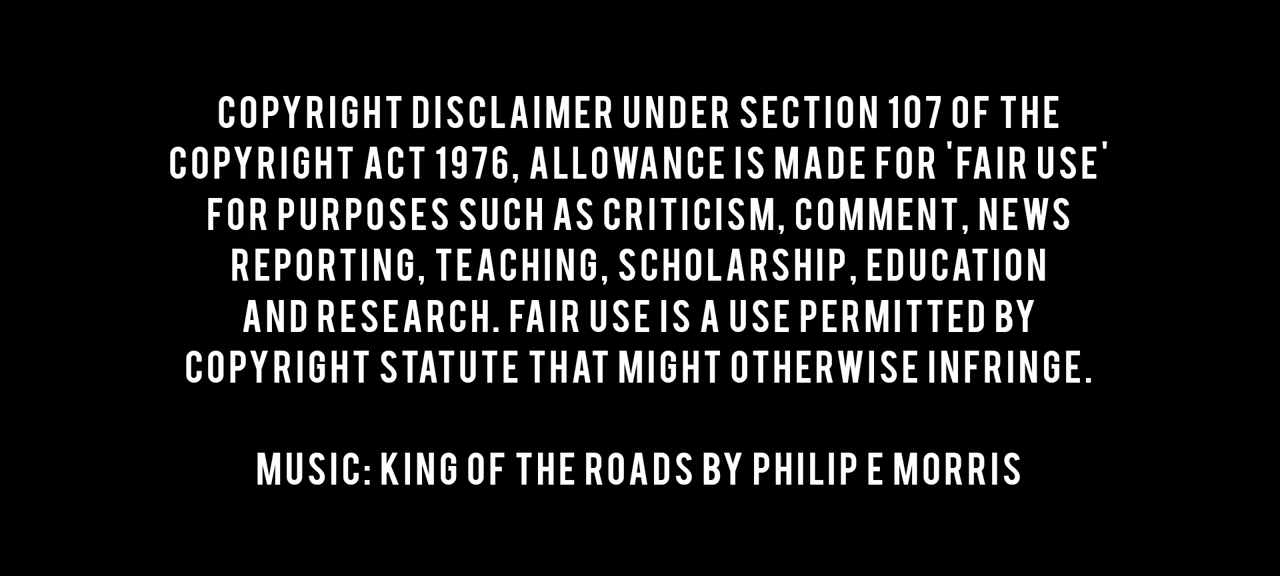 COPYRIGHT DISCLAIMER UNDER SECTION 107 OF THE
COPYRIGHT ACT 1976, ALLOWANCE IS MADE FOR 'FAIR USE'
FOR PURPOSES SUCH AS CRITICISM, COMMENT, NEWS
REPORTING, TEACHING, SCHOLARSHIP, EDUCATION
AND RESEARCH. FAIR USE IS A USE PERMITTED BY
COPYRIGHT STATUTE THAT MIGHT OTHERWISE INFRINGE.
MUSIC: KING OF THE ROADS BY PHILIP E MORRIS